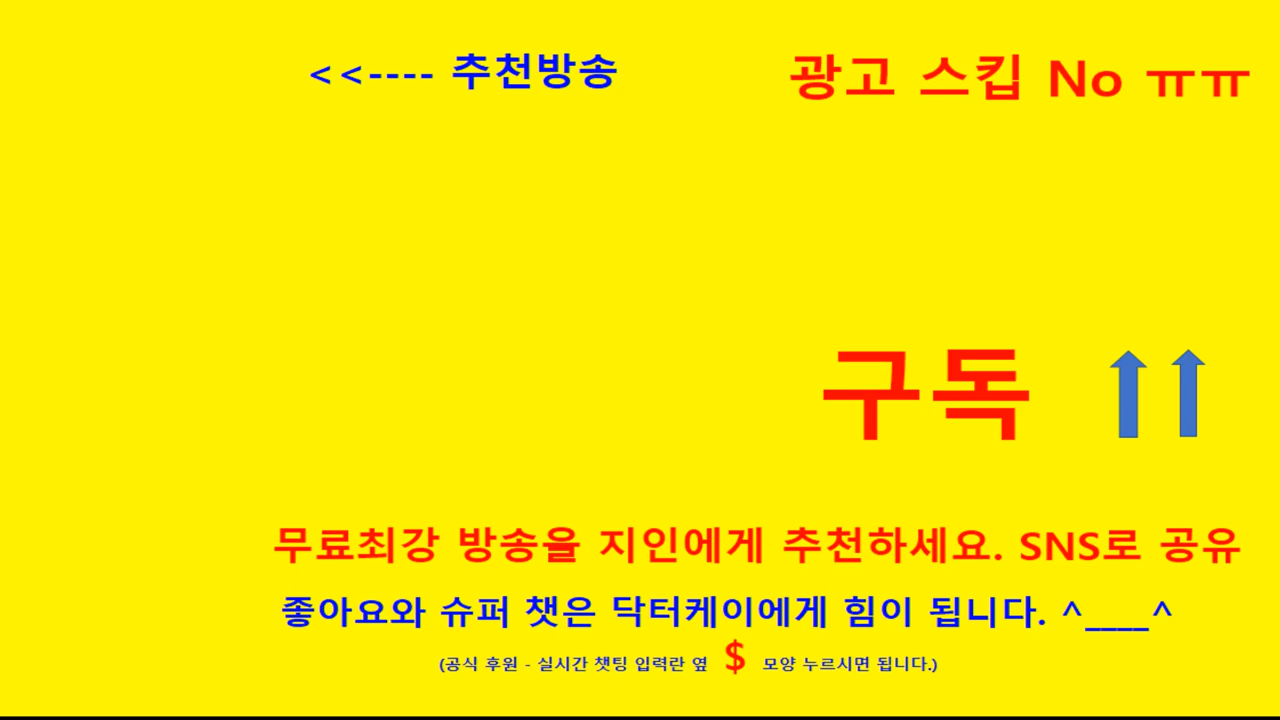 <<---- 추천방송
광고 스킵 No ㅠㅠ
구독
무료최강 방송을 지인에게 추천하세요. SNS로 공유
좋아요와 슈퍼 챗은 닥터케이에게 힘이 됩니다. ^____^
(공식 후원 - 실시간 챗팅 입력란 옆 $ 모양 누르시면 됩니다.)